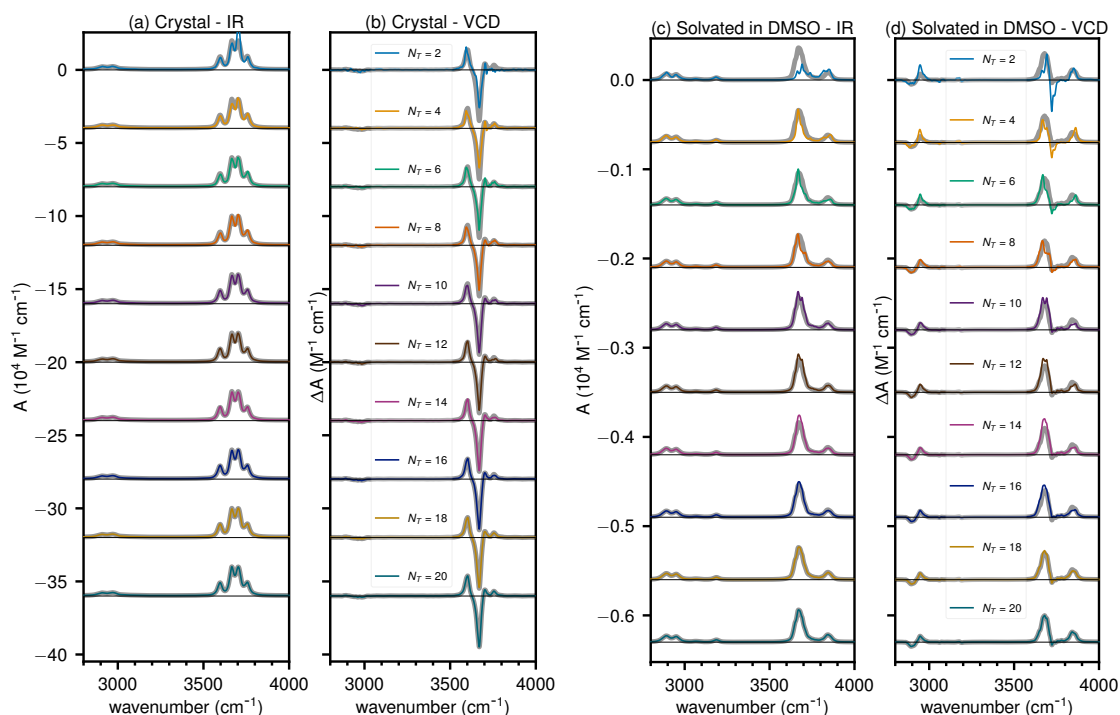 (a) Crystal - IR
(b) Crystal - VCD
(c) Solvated in DMSO - IR
(d) Solvated in DMSO - VCD
A (10⁴ M⁻¹ cm⁻¹)
0
−5
−10
−15
−20
−25
−30
−35
−40
3000
3500
4000
wavenumber (cm⁻¹)
ΔA (M⁻¹ cm⁻¹)
N_T = 2
N_T = 4
N_T = 6
N_T = 8
N_T = 10
N_T = 12
N_T = 14
N_T = 16
N_T = 18
N_T = 20
3000
3500
4000
wavenumber (cm⁻¹)
A (10⁴ M⁻¹ cm⁻¹)
0.0
−0.1
−0.2
−0.3
−0.4
−0.5
−0.6
3000
3500
4000
wavenumber (cm⁻¹)
ΔA (M⁻¹ cm⁻¹)
N_T = 2
N_T = 4
N_T = 6
N_T = 8
N_T = 10
N_T = 12
N_T = 14
N_T = 16
N_T = 18
N_T = 20
3000
3500
4000
wavenumber (cm⁻¹)